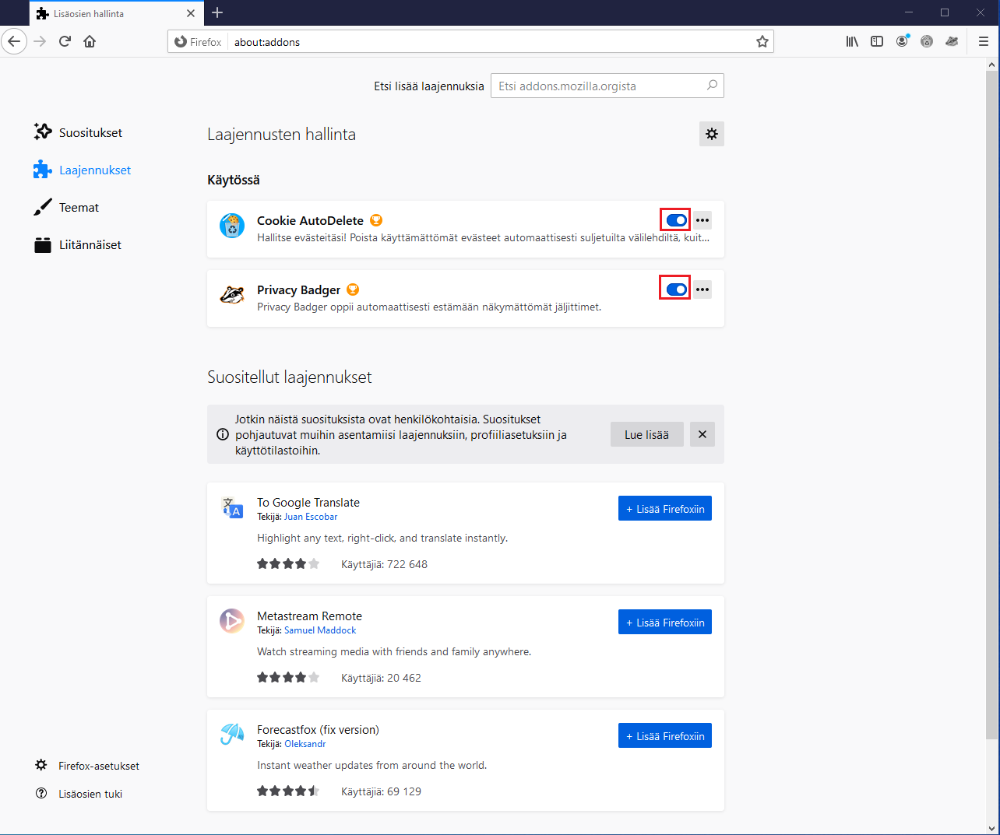 Lisäosien hallinta
Firefox
about:addons
Etsi lisää laajennuksia
Etsi addons.mozilla.orgista
Suositukset
Laajennukset
Teemat
Liitännäiset
Laajennusten hallinta
Käytössä
Cookie AutoDelete
Hallitse evästeitäsi! Poista käyttämättömät evästeet automaattisesti suljetuilta välilehdiltä, kuit...
Privacy Badger
Privacy Badger oppii automaattisesti estämään näkymättömät jäljittimet.
Suositellut laajennukset
Jotkin näistä suosituksista ovat henkilökohtaisia. Suositukset
pohjautuvat muihin asentamiisi laajennuksiin, profiiliasetuksiin ja
käyttötilastoihin.
Lue lisää
To Google Translate
Tekijä: Juan Escobar
+ Lisää Firefoxiin
Highlight any text, right-click, and translate instantly.
Käyttäjiä: 722 648
Metastream Remote
Tekijä: Samuel Maddock
+ Lisää Firefoxiin
Watch streaming media with friends and family anywhere.
Käyttäjiä: 20 462
Forecastfox (fix version)
Tekijä: Oleksandr
+ Lisää Firefoxiin
Instant weather updates from around the world.
Käyttäjiä: 69 129
Firefox-asetukset
Lisäosien tuki